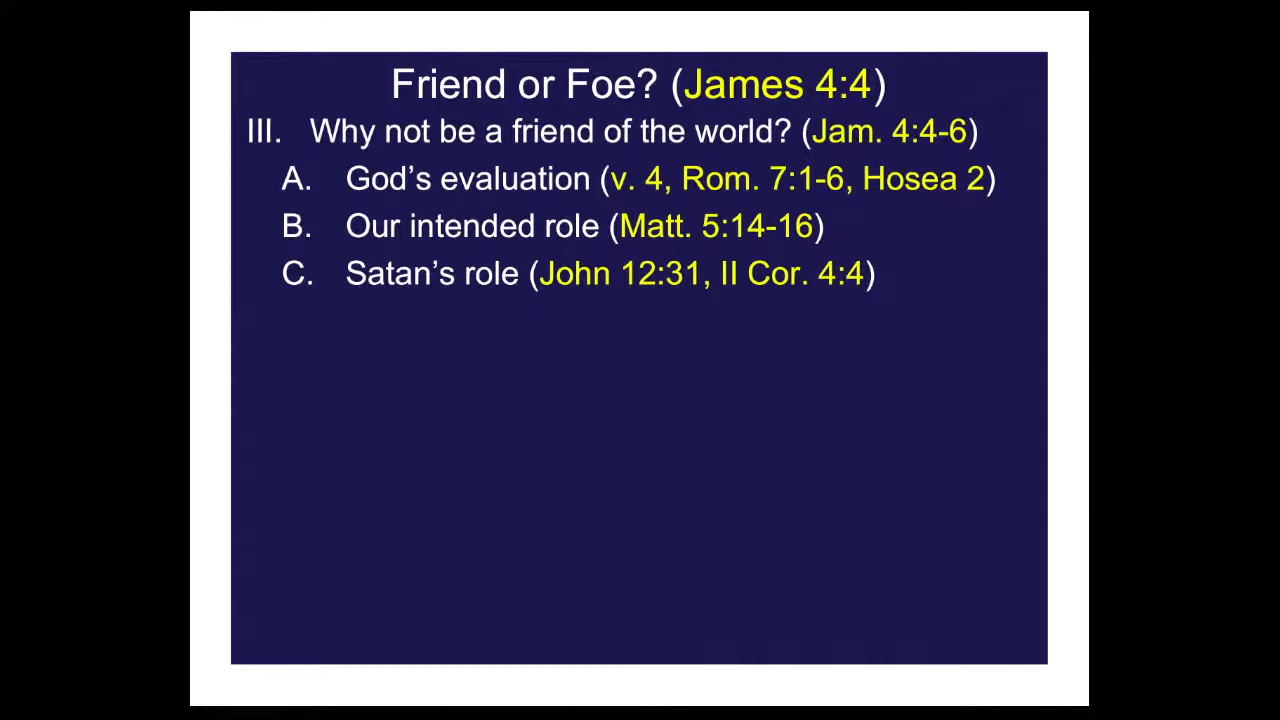 Friend or Foe? (James 4:4)
III. Why not be a friend of the world? (Jam. 4:4-6)
A. God’s evaluation (v. 4, Rom. 7:1-6, Hosea 2)
B. Our intended role (Matt. 5:14-16)
C. Satan’s role (John 12:31, II Cor. 4:4)